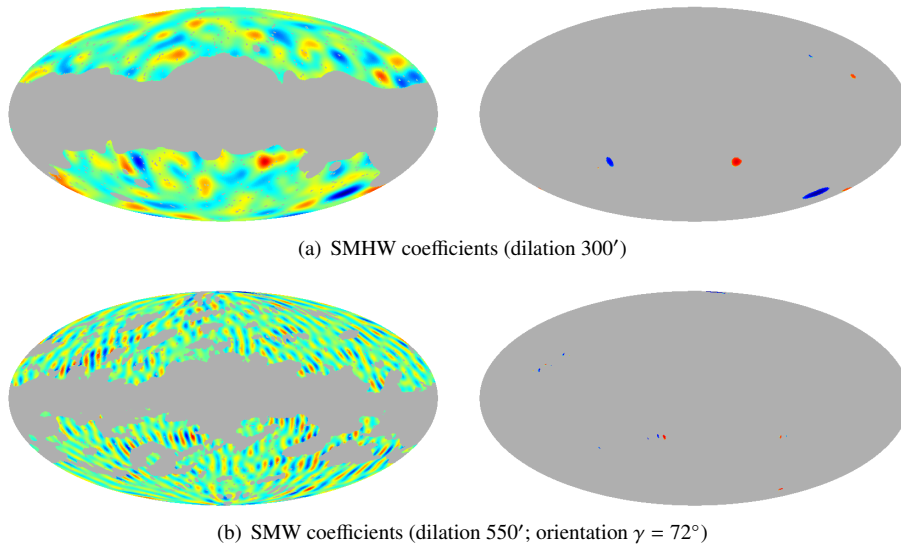 (a) SMHW coefficients (dilation 300′)
(b) SMW coefficients (dilation 550′; orientation γ = 72°)